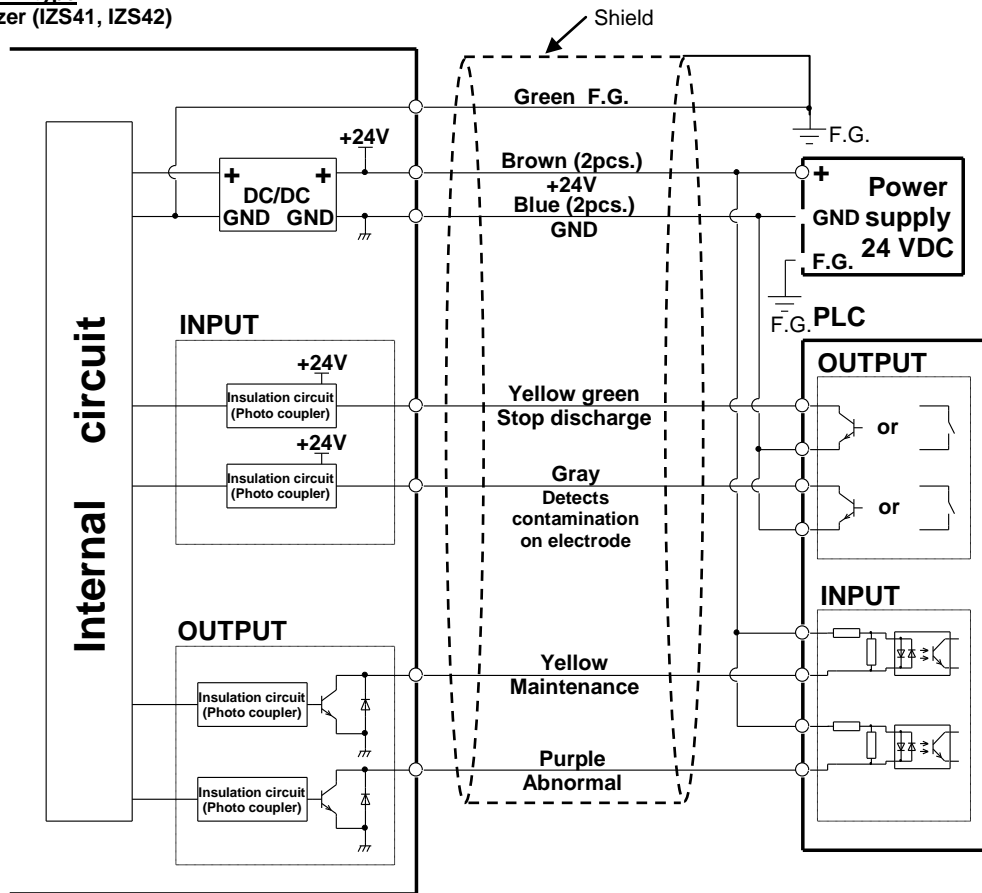 zer (IZS41, IZS42)
Shield
Green F.G.
F.G.
+24V
Brown (2pcs.)
+24V
Blue (2pcs.)
GND
+ +
DC/DC
GND GND
+
Power
GND supply
24 VDC
F.G.
F.G.
PLC
Internal circuit
INPUT
+24V
Insulation circuit
(Photo coupler)
+24V
Insulation circuit
(Photo coupler)
Yellow green
Stop discharge
Gray
Detects
contamination
on electrode
OUTPUT
or
or
INPUT
OUTPUT
Insulation circuit
(Photo coupler)
Insulation circuit
(Photo coupler)
Yellow
Maintenance
Purple
Abnormal